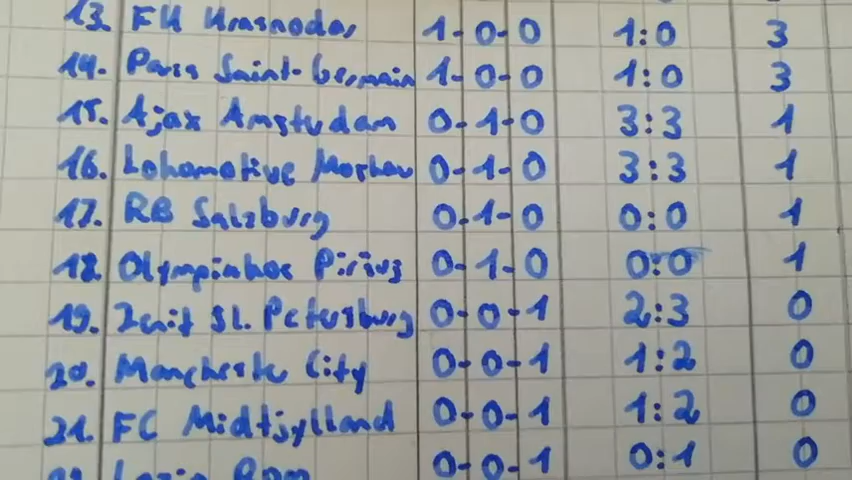 13. FK Krasnodar 1-0-0 1:0 3
14. Paris Saint-Germain 1-0-0 1:0 3
15. Ajax Amsterdam 0-1-0 3:3 1
16. Lokomotive Moskau 0-1-0 3:3 1
17. RB Salzburg 0-1-0 0:0 1
18. Olympiakos Piräus 0-1-0 0:0 1
19. Zenit St. Petersburg 0-0-1 2:3 0
20. Manchester City 0-0-1 1:2 0
21. FC Midtjylland 0-0-1 1:2 0
22. Lazio Rom 0-0-1 0:1 0